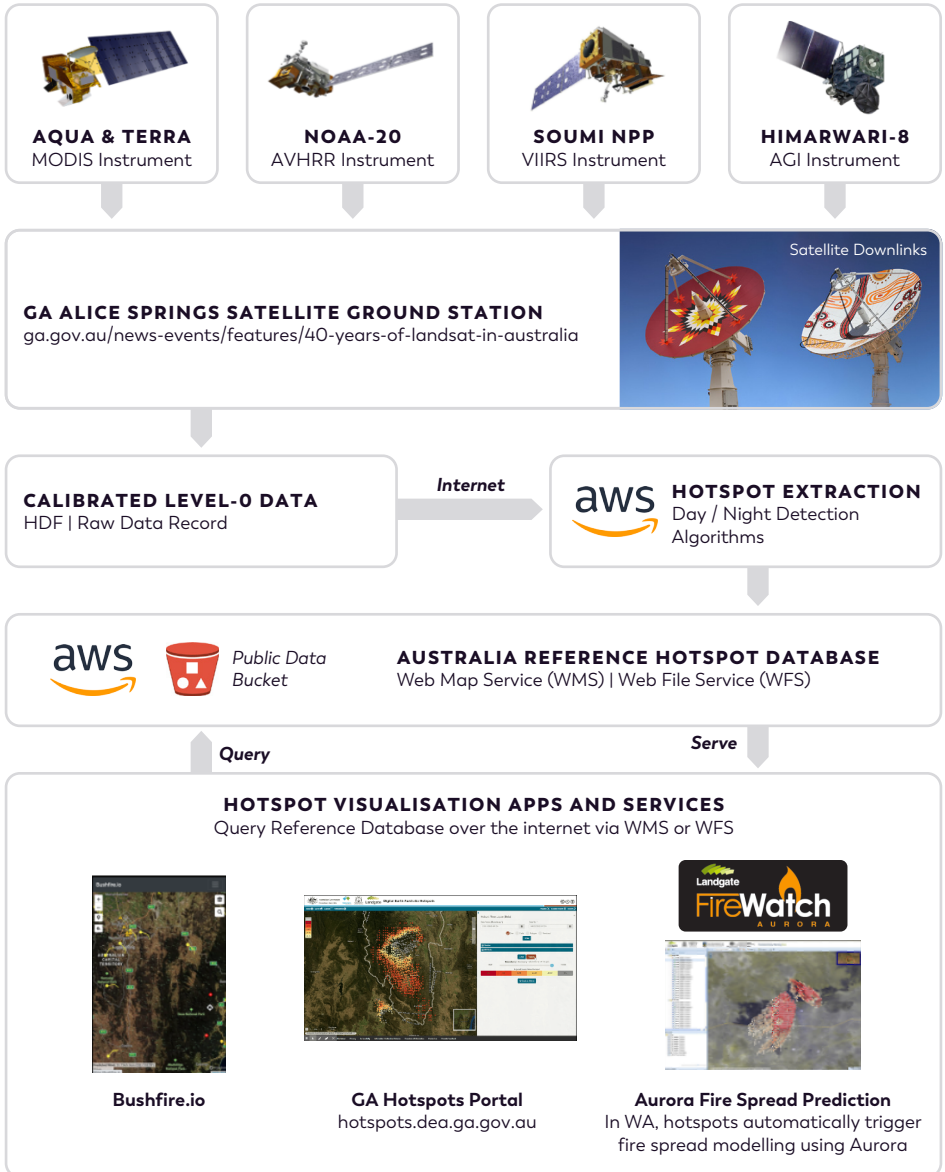 AQUA & TERRA
MODIS Instrument
NOAA-20
AVHRR Instrument
SOUMI NPP
VIIRS Instrument
HIMARWARI-8
AGI Instrument
Satellite Downlinks
GA ALICE SPRINGS SATELLITE GROUND STATION
ga.gov.au/news-events/features/40-years-of-landsat-in-australia
CALIBRATED LEVEL-0 DATA
HDF | Raw Data Record
Internet
aws
HOTSPOT EXTRACTION
Day / Night Detection
Algorithms
aws
Public Data
Bucket
AUSTRALIA REFERENCE HOTSPOT DATABASE
Web Map Service (WMS) | Web File Service (WFS)
Query
Serve
HOTSPOT VISUALISATION APPS AND SERVICES
Query Reference Database over the internet via WMS or WFS
Bushfire.io
Landgate
Landgate
FireWatch
AURORA
Bushfire.io
GA Hotspots Portal
hotspots.dea.ga.gov.au
Aurora Fire Spread Prediction
In WA, hotspots automatically trigger
fire spread modelling using Aurora